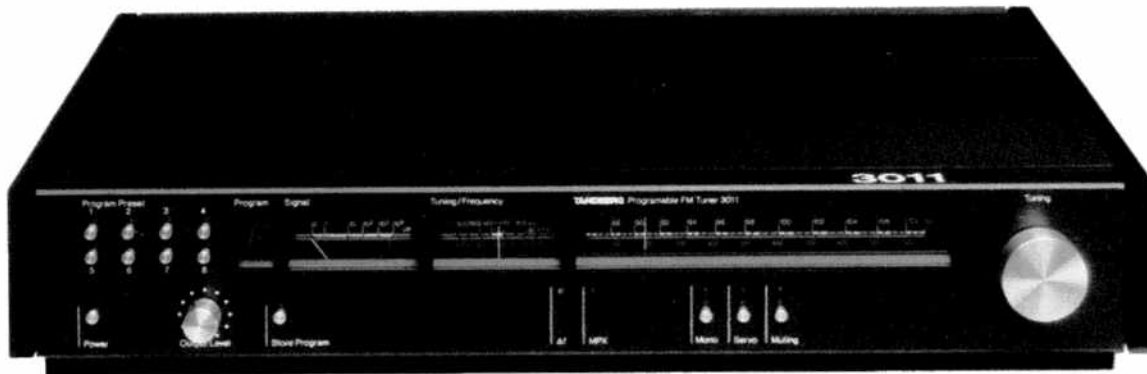 3011
Program Preset
Program
Signal
Tuning/Frequency
TANDBERG Programable FM Tuner 3011
Tuning
1 2 3 4
5 6 7 8
Power
Output Level
Store Program
Δf
MPX
Mono
Servo
Muting